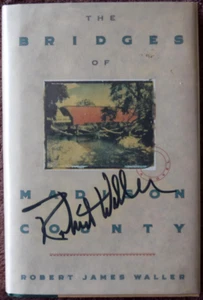 THE
BRIDGES
OF
MADISON
Robert Waller
COUNTY
ROBERT JAMES WALLER